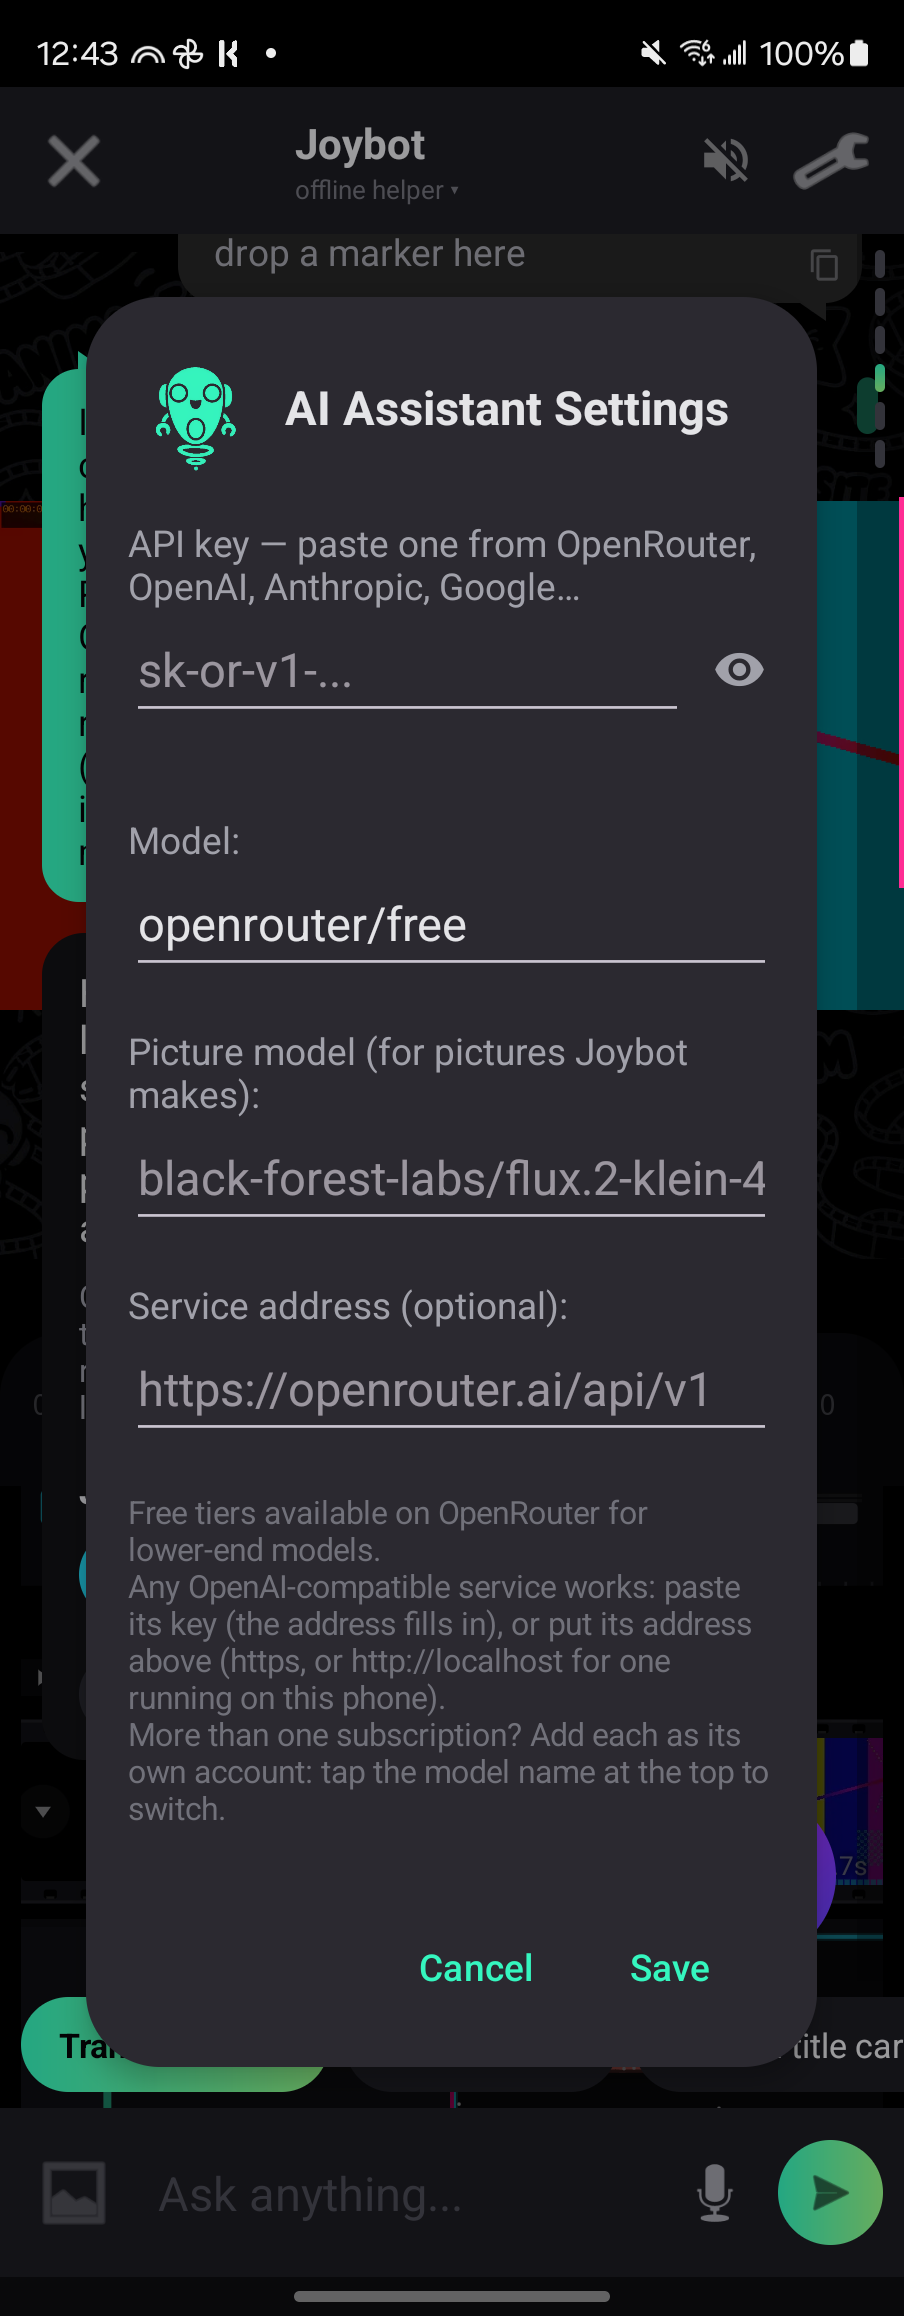 12:43
100%
Joybot
offline helper ▾
drop a marker here
AI Assistant Settings
API key — paste one from OpenRouter,
OpenAI, Anthropic, Google…
sk-or-v1-...
Model:
openrouter/free
Picture model (for pictures Joybot
makes):
black-forest-labs/flux.2-klein-4
Service address (optional):
https://openrouter.ai/api/v1
Free tiers available on OpenRouter for
lower-end models.
Any OpenAI-compatible service works: paste
its key (the address fills in), or put its address
above (https, or http://localhost for one
running on this phone).
More than one subscription? Add each as its
own account: tap the model name at the top to
switch.
7s
Cancel
Save
title car
Ask anything...